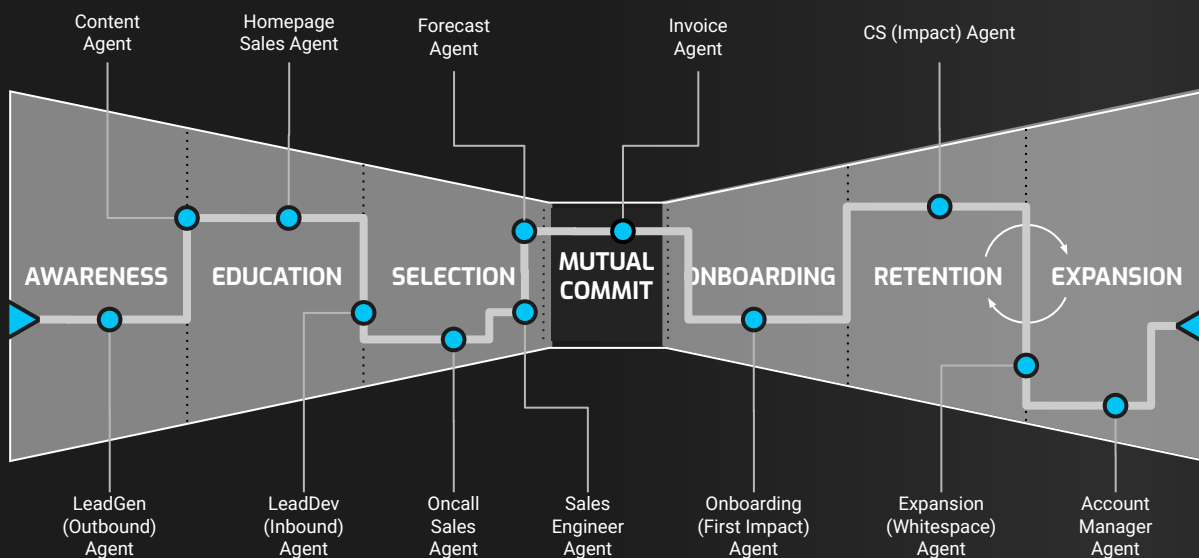 Content
Agent
Homepage
Sales Agent
Forecast
Agent
Invoice
Agent
CS (Impact) Agent
AWARENESS
EDUCATION
SELECTION
MUTUAL
COMMIT
ONBOARDING
RETENTION
EXPANSION
LeadGen
(Outbound)
Agent
LeadDev
(Inbound)
Agent
Oncall
Sales
Agent
Sales
Engineer
Agent
Onboarding
(First Impact)
Agent
Expansion
(Whitespace)
Agent
Account
Manager
Agent